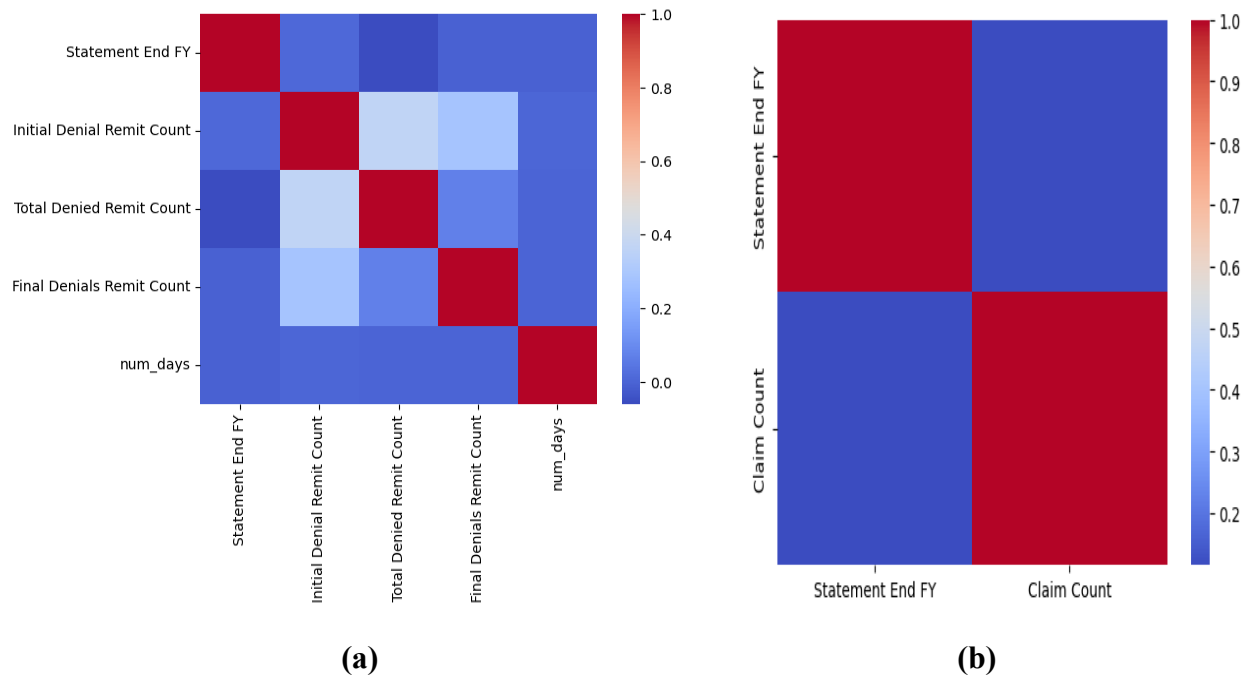 Statement End FY
Initial Denial Remit Count
Total Denied Remit Count
Final Denials Remit Count
num_days
Statement End FY
Initial Denial Remit Count
Total Denied Remit Count
Final Denials Remit Count
num_days
1.0
0.8
0.6
0.4
0.2
0.0
(a)
Statement End FY
Claim Count
Statement End FY
Claim Count
1.0
0.9
0.8
0.7
0.6
0.5
0.4
0.3
0.2
(b)